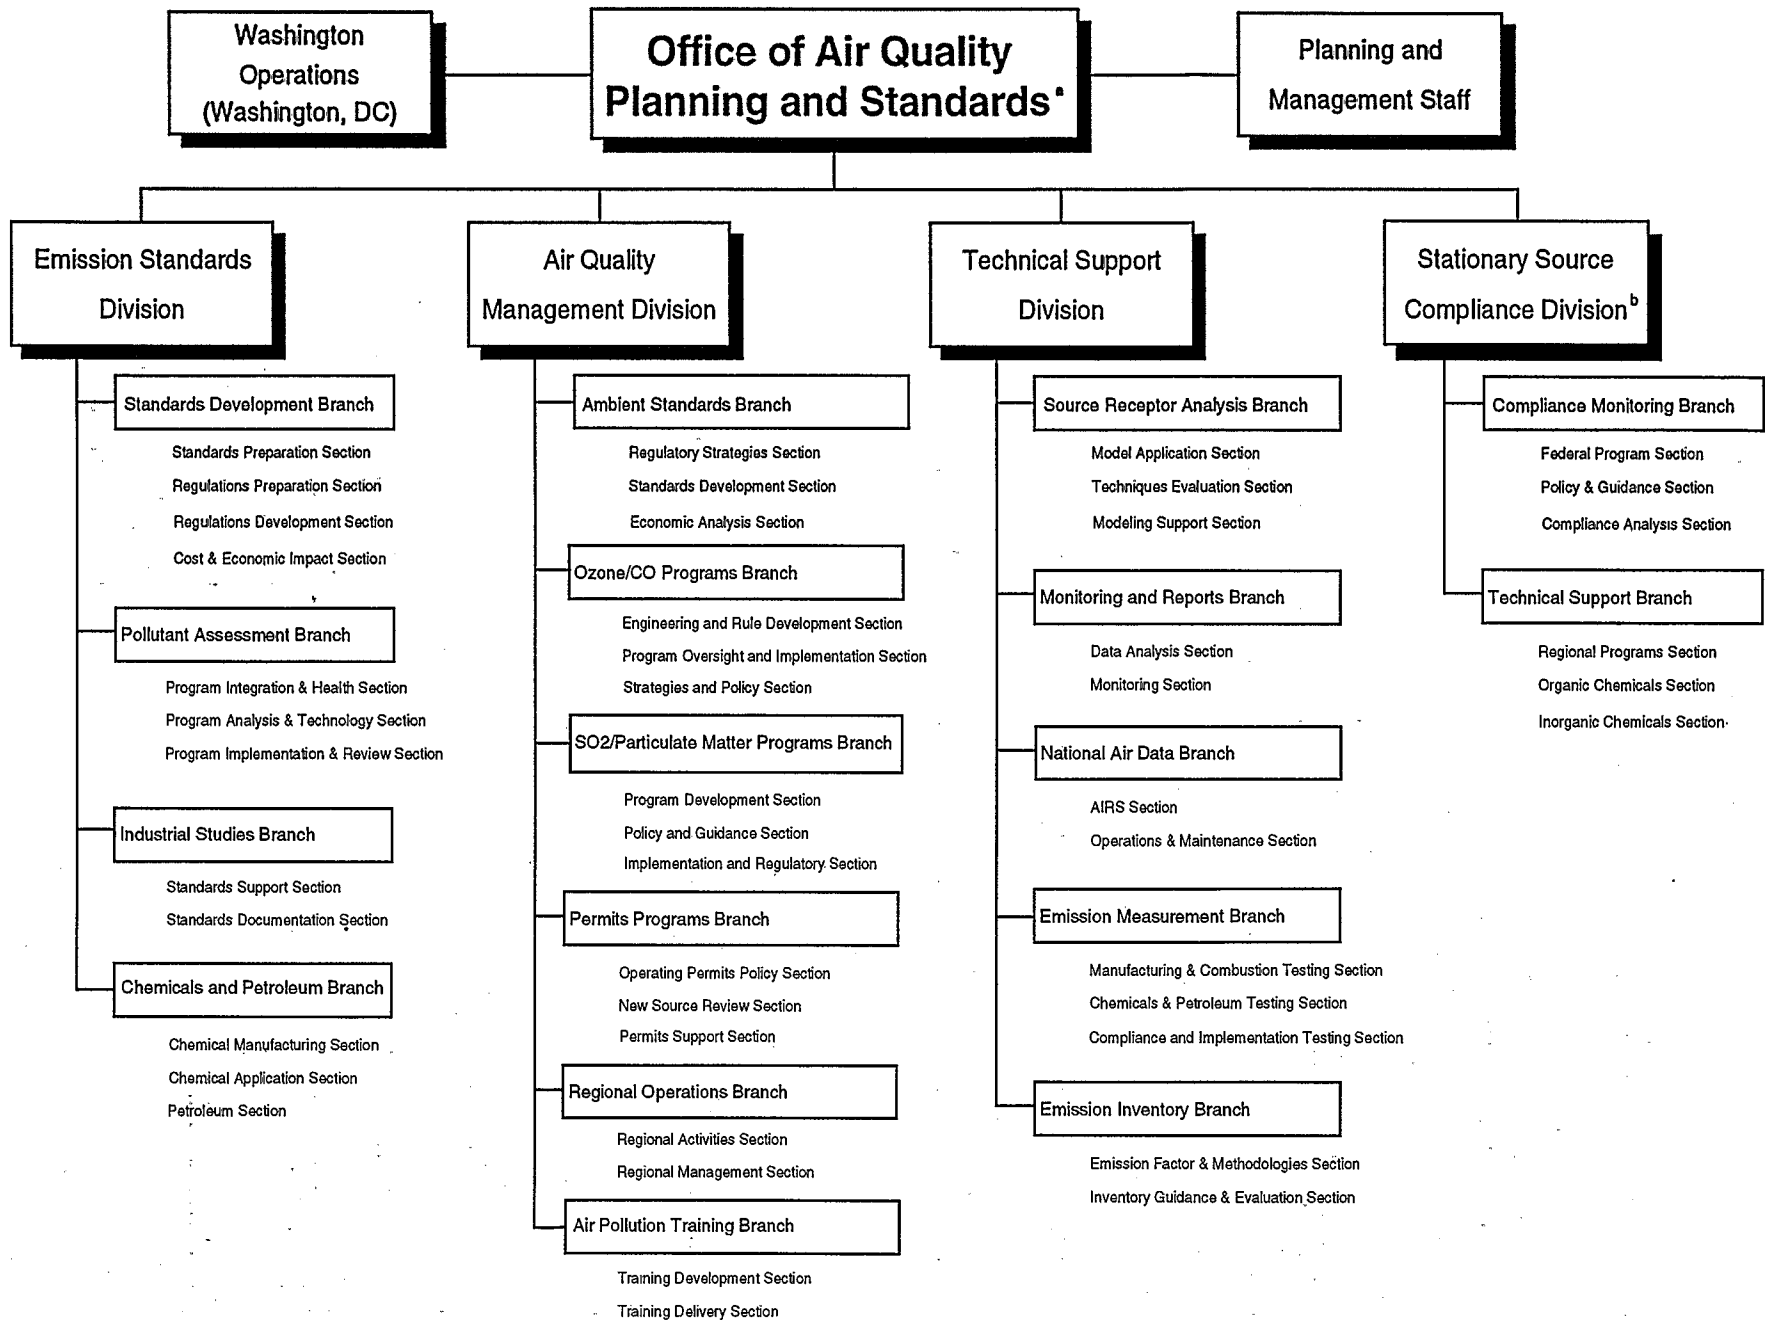 Washington
Operations
(Washington, DC)
Office of Air Quality
Planning and Standardsᵃ
Planning and
Management Staff
Emission Standards
Division
Standards Development Branch
Standards Preparation Section
Regulations Preparation Section
Regulations Development Section
Cost & Economic Impact Section
Pollutant Assessment Branch
Program Integration & Health Section
Program Analysis & Technology Section
Program Implementation & Review Section
Industrial Studies Branch
Standards Support Section
Standards Documentation Section
Chemicals and Petroleum Branch
Chemical Manufacturing Section
Chemical Application Section
Petroleum Section
Air Quality
Management Division
Ambient Standards Branch
Regulatory Strategies Section
Standards Development Section
Economic Analysis Section
Ozone/CO Programs Branch
Engineering and Rule Development Section
Program Oversight and Implementation Section
Strategies and Policy Section
SO2/Particulate Matter Programs Branch
Program Development Section
Policy and Guidance Section
Implementation and Regulatory Section
Permits Programs Branch
Operating Permits Policy Section
New Source Review Section
Permits Support Section
Regional Operations Branch
Regional Activities Section
Regional Management Section
Air Pollution Training Branch
Training Development Section
Training Delivery Section
Technical Support
Division
Source Receptor Analysis Branch
Model Application Section
Techniques Evaluation Section
Modeling Support Section
Monitoring and Reports Branch
Data Analysis Section
Monitoring Section
National Air Data Branch
AIRS Section
Operations & Maintenance Section
Emission Measurement Branch
Manufacturing & Combustion Testing Section
Chemicals & Petroleum Testing Section
Compliance and Implementation Testing Section
Emission Inventory Branch
Emission Factor & Methodologies Section
Inventory Guidance & Evaluation Section
Stationary Source
Compliance Divisionᵇ
Compliance Monitoring Branch
Federal Program Section
Policy & Guidance Section
Compliance Analysis Section
Technical Support Branch
Regional Programs Section
Organic Chemicals Section
Inorganic Chemicals Section